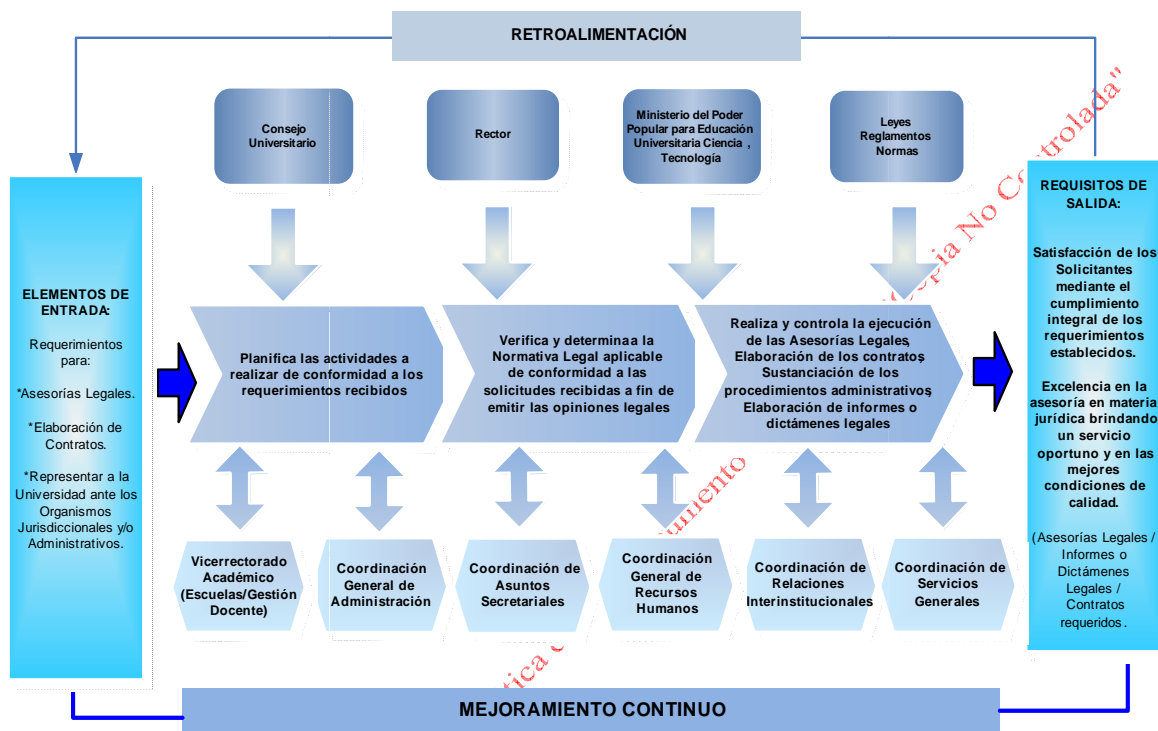 RETROALIMENTACIÓN
Consejo
Universitario
Rector
Ministerio del Poder
Popular para Educación
Universitaria Ciencia ,
Tecnología
Leyes
Reglamentos
Normas
ELEMENTOS DE
ENTRADA:
Requerimientos
para:
*Asesorías Legales.
*Elaboración de
Contratos.
*Representar a la
Universidad ante los
Organismos
Jurisdiccionales y/o
Administrativos.
Planifica las actividades a
realizar de conformidad a los
requerimientos recibidos
Verifica y determina la
Normativa Legal aplicable
de conformidad a las
solicitudes recibidas a fin de
emitir las opiniones legales
Realiza y controla la ejecución
de las Asesorías Legales,
Elaboración de los contratos,
Sustanciación de los
procedimientos administrativos,
Elaboración de informes o
dictámenes legales
REQUISITOS DE
SALIDA:
Satisfacción de los
Solicitantes
mediante el
cumplimiento
integral de los
requerimientos
establecidos.
Excelencia en la
asesoría en materia
jurídica brindando
un servicio
oportuno y en las
mejores
condiciones de
calidad.
(Asesorías Legales /
Informes o
Dictámenes
Legales /
Contratos
requeridos.
Vicerrectorado
Académico
(Escuelas/Gestión
Docente)
Coordinación
General de
Administración
Coordinación de
Asuntos
Secretariales
Coordinación
General de
Recursos
Humanos
Coordinación de
Relaciones
Interinstitucionales
Coordinación de
Servicios
Generales
MEJORAMIENTO CONTINUO
Copia No Controlada"